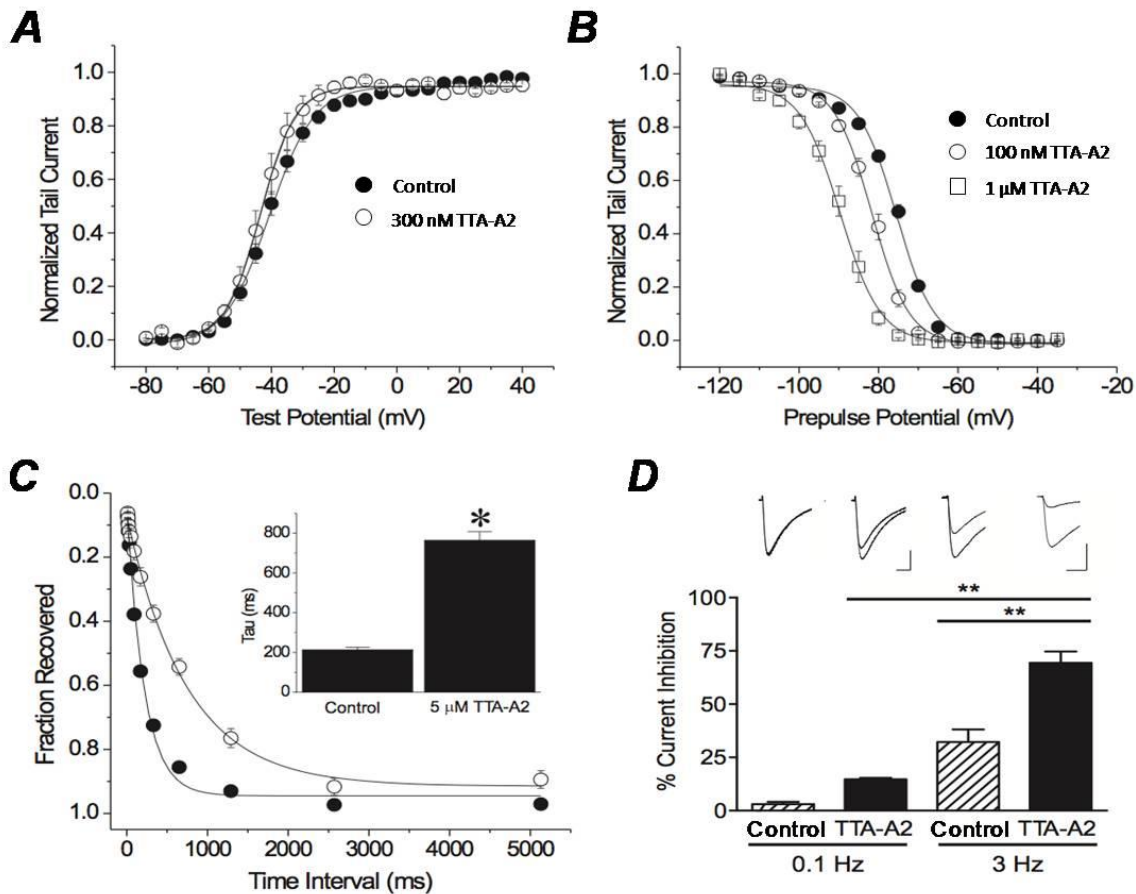 A
1.0
0.8
0.6
0.4
0.2
0.0
Normalized Tail Current
Control
300 nM TTA-A2
-80 -60 -40 -20 0 20 40
Test Potential (mV)
B
1.0
0.8
0.6
0.4
0.2
0.0
Normalized Tail Current
Control
100 nM TTA-A2
1 µM TTA-A2
-120 -100 -80 -60 -40 -20
Prepulse Potential (mV)
C
0.0
0.2
0.4
0.6
0.8
1.0
Fraction Recovered
800
600
400
200
0
Tau (ms)
*
Control 5 µM TTA-A2
0 1000 2000 3000 4000 5000
Time Interval (ms)
D
100
75
50
25
0
% Current Inhibition
**
**
Control TTA-A2 Control TTA-A2
0.1 Hz 3 Hz